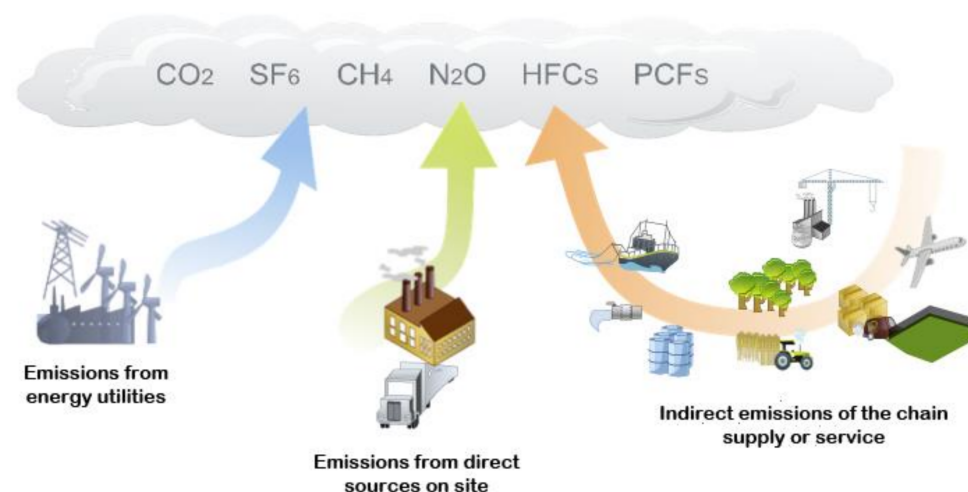 CO2 SF6 CH4 N2O HFCs PCFs
Emissions from
energy utilities
Emissions from direct
sources on site
Indirect emissions of the chain
supply or service